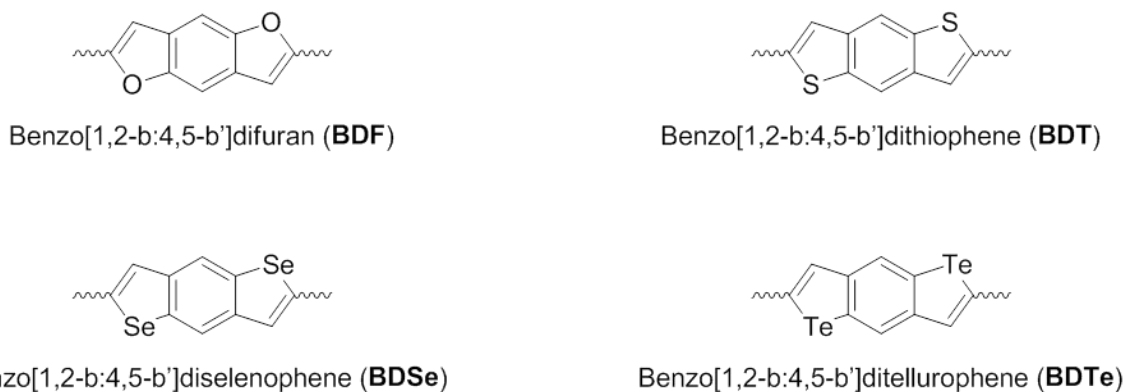 O
O
Benzo[1,2-b:4,5-b’]difuran (BDF)
S
S
Benzo[1,2-b:4,5-b’]dithiophene (BDT)
Se
Se
nzo[1,2-b:4,5-b’]diselenophene (BDSe)
Te
Te
Benzo[1,2-b:4,5-b’]ditellurophene (BDTe)